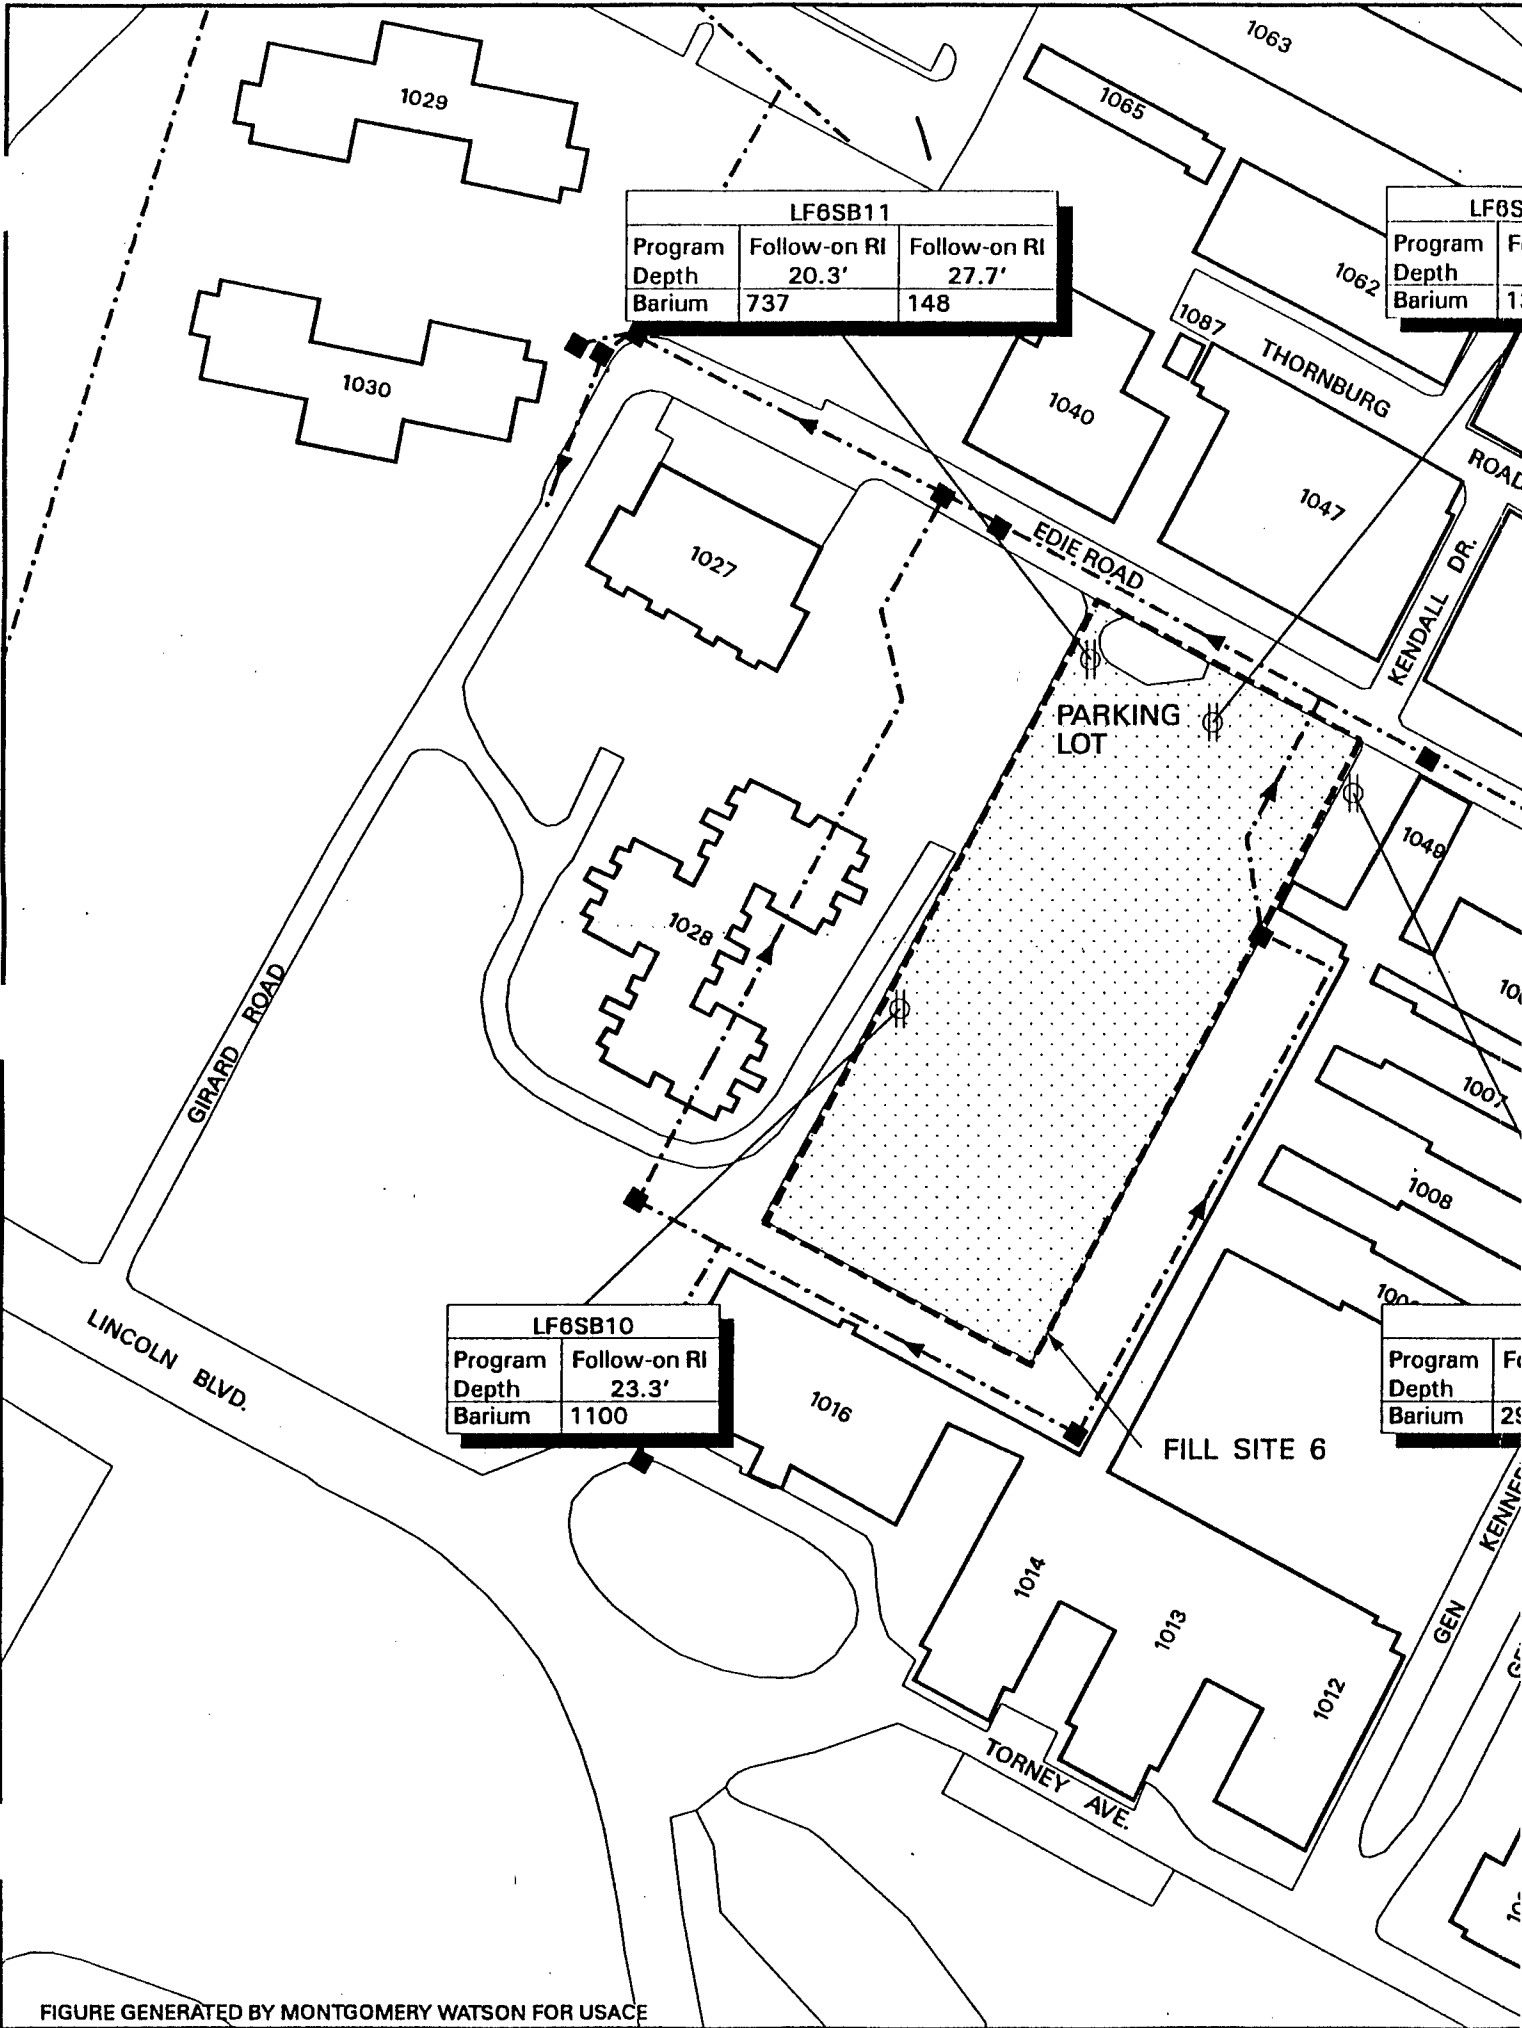 1063
1029
1065
LF6SB11
Program Follow-on RI Follow-on RI
Depth 20.3' 27.7'
Barium 737 148
Program
Depth
Barium
1062
1087
THORNBURG
ROAD
1030
1040
1047
EDIE ROAD
KENDALL DR.
1027
PARKING
LOT
1049
1028
GIRARD ROAD
1007
1008
LINCOLN BLVD.
LF6SB10
Program Follow-on RI
Depth 23.3'
Barium 1100
Program
Depth
Barium
1016
FILL SITE 6
GEN
1014
1013
1012
TORNEY AVE.
FIGURE GENERATED BY MONTGOMERY WATSON FOR USACE